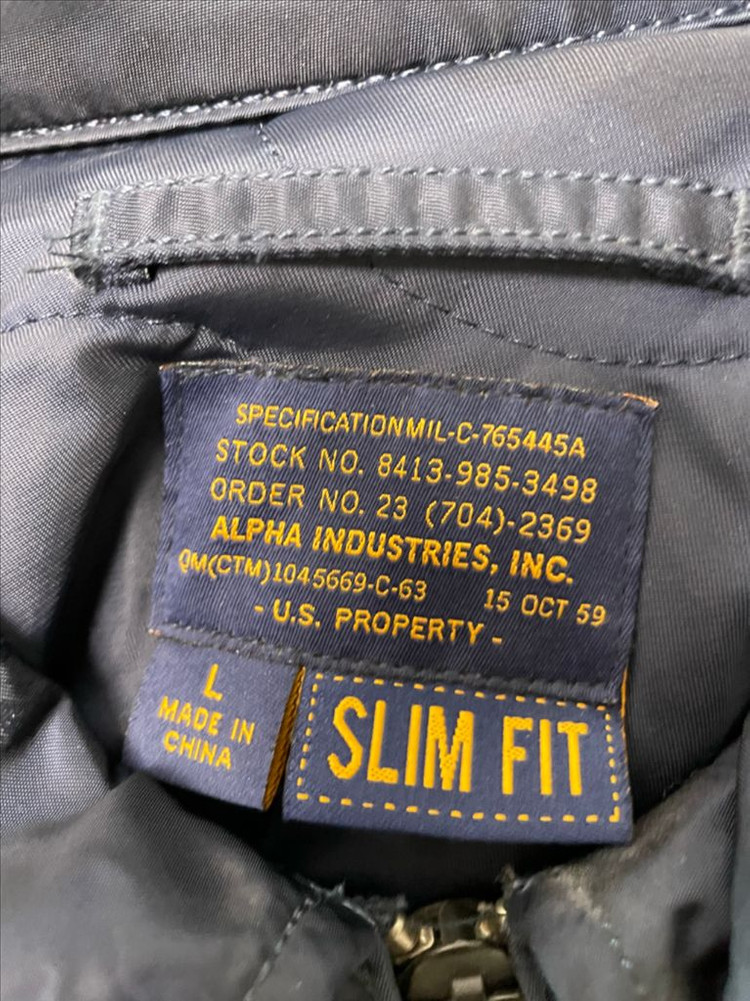 SPECIFICATION MIL-C-765445A
STOCK NO. 8413-985-3498
ORDER NO. 23 (704)-2369
ALPHA INDUSTRIES, INC.
QM(CTM)1045669-C-63 15 OCT 59
- U.S. PROPERTY -
L
MADE IN
CHINA
SLIM FIT